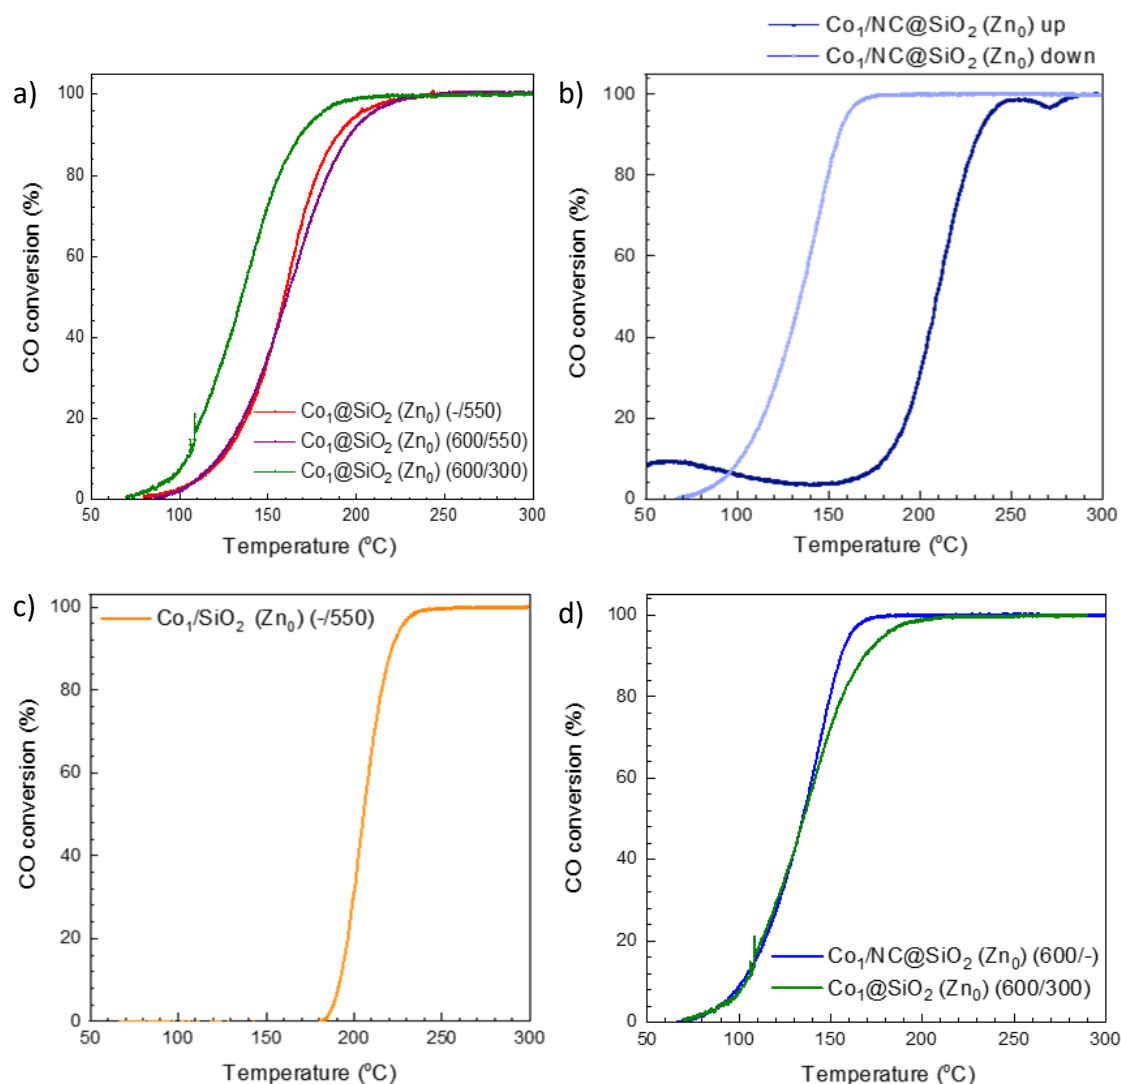 a)
CO conversion (%)
100
80
60
40
20
0
Co₁@SiO₂ (Zn₀) (-/550)
Co₁@SiO₂ (Zn₀) (600/550)
Co₁@SiO₂ (Zn₀) (600/300)
50 100 150 200 250 300
Temperature (⁰C)
Co₁/NC@SiO₂ (Zn₀) up
Co₁/NC@SiO₂ (Zn₀) down
b)
CO conversion (%)
100
80
60
40
20
0
50 100 150 200 250 300
Temperature (⁰C)
c)
Co₁/SiO₂ (Zn₀) (-/550)
CO conversion (%)
100
80
60
40
20
0
50 100 150 200 250 300
Temperature (⁰C)
d)
CO conversion (%)
100
80
60
40
20
0
Co₁/NC@SiO₂ (Zn₀) (600/-)
Co₁@SiO₂ (Zn₀) (600/300)
50 100 150 200 250 300
Temperature (⁰C)